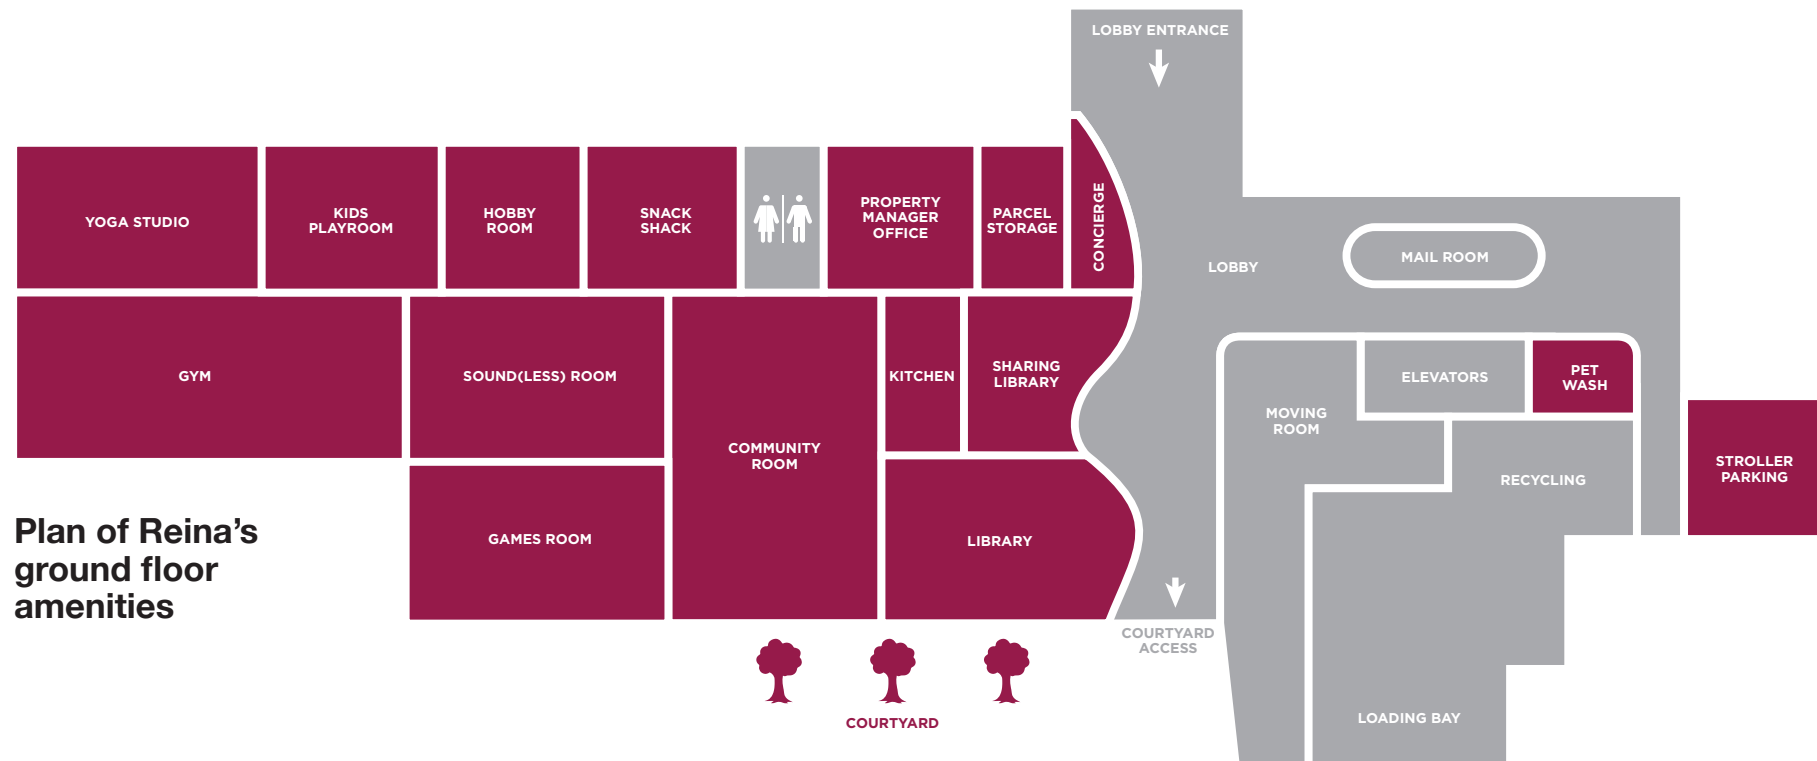 LOBBY ENTRANCE
YOGA STUDIO
KIDS
PLAYROOM
HOBBY
ROOM
SNACK
SHACK
PROPERTY
MANAGER
OFFICE
PARCEL
STORAGE
CONCIERGE
LOBBY
MAIL ROOM
GYM
SOUND(LESS) ROOM
COMMUNITY
ROOM
KITCHEN
SHARING
LIBRARY
MOVING
ROOM
ELEVATORS
PET
WASH
RECYCLING
STROLLER
PARKING
Plan of Reina’s
ground floor
amenities
GAMES ROOM
LIBRARY
COURTYARD
ACCESS
COURTYARD
LOADING BAY